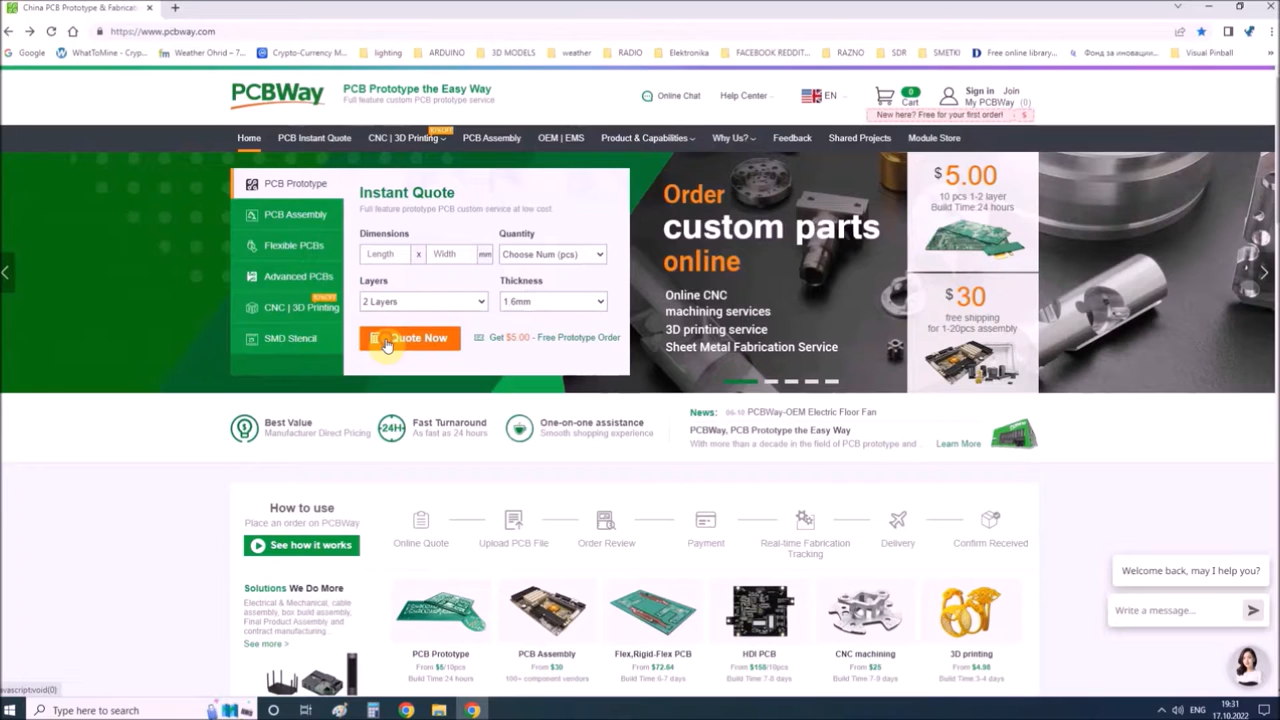 China PCB Prototype & Fabricat
https://www.pcbway.com
Google
WhatToMine - Cryp...
Weather Ohrid – 7...
Crypto-Currency M...
lighting
ARDUINO
3D MODELS
weather
RADIO
Elektronika
FACEBOOK REDDIT...
RAZNO
SDR
SMETKI
Free online library...
Фонд за иновации...
Visual Pinball
»
PCBWay
PCB Prototype the Easy Way
Full feature custom PCB prototype service
Online Chat
Help Center
EN
0
Cart
Sign in Join
My PCBWay (0)
New here? Free for your first order! $
Home
PCB Instant Quote
CNC | 3D Printing
PCB Assembly
OEM | EMS
Product & Capabilities
Why Us?
Feedback
Shared Projects
Module Store
PCB Prototype
PCB Assembly
Flexible PCBs
Advanced PCBs
CNC | 3D Printing
SMD Stencil
Instant Quote
Full feature prototype PCB custom service at low cost
Dimensions
Quantity
Length x Width mm
Choose Num (pcs)
Layers
Thickness
2 Layers
1.6mm
Quote Now
Get $5.00 - Free Prototype Order
Order
custom parts
online
Online CNC
machining services
3D printing service
Sheet Metal Fabrication Service
$5.00
10 pcs 1-2 layer
Build Time 24 hours
$30
free shipping
for 1-20pcs assembly
Best Value
Manufacturer Direct Pricing
24H
Fast Turnaround
As fast as 24 hours
One-on-one assistance
Smooth shopping experience
News: 06-10 PCBWay-OEM Electric Floor Fan
PCBWay, PCB Prototype the Easy Way
With more than a decade in the field of PCB prototype and ...
Learn More
How to use
Place an order on PCBWay
See how it works
Online Quote
Upload PCB File
Order Review
Payment
Real-time Fabrication
Tracking
Delivery
Confirm Received
Solutions We Do More
Electrical & Mechanical, cable
assembly, box build assembly,
Final Product Assembly and
contract manufacturing.
See more >
PCB Prototype
From $5/10pcs
Build Time 24 hours
PCB Assembly
From $30
100+ component vendors
Flex,Rigid-Flex PCB
From $72.64
Build Time 6-7 days
HDI PCB
From $158/10pcs
Build Time 7-8 days
CNC machining
From $25
Build Time 7-9 days
3D printing
From $4.98
Build Time 3-4 days
Welcome back, may I help you?
Write a message...
avascript:void(0)
Type here to search
ENG
19:31
17.10.2022